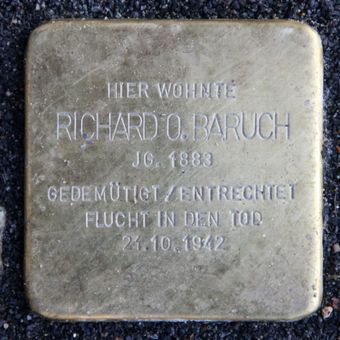 HIER WOHNTE
RICHARD O. BARUCH
JG. 1883
GEDEMÜTIGT / ENTRECHTET
FLUCHT IN DEN TOD
21.10.1942